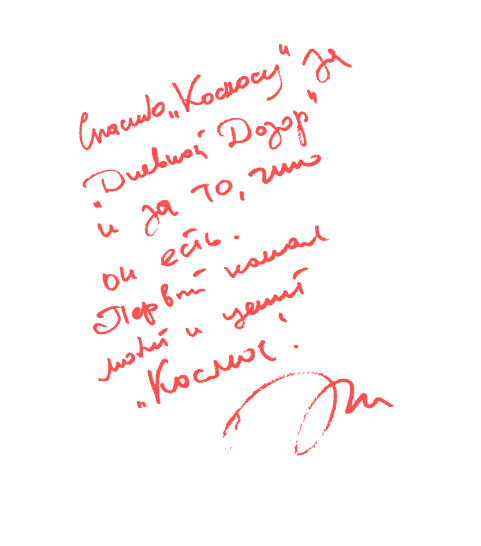 Спасибо „Космосу" за
"Дневной Дозор"
и за то, что
он есть.
Первый канал
любит и ценит
„Космос!